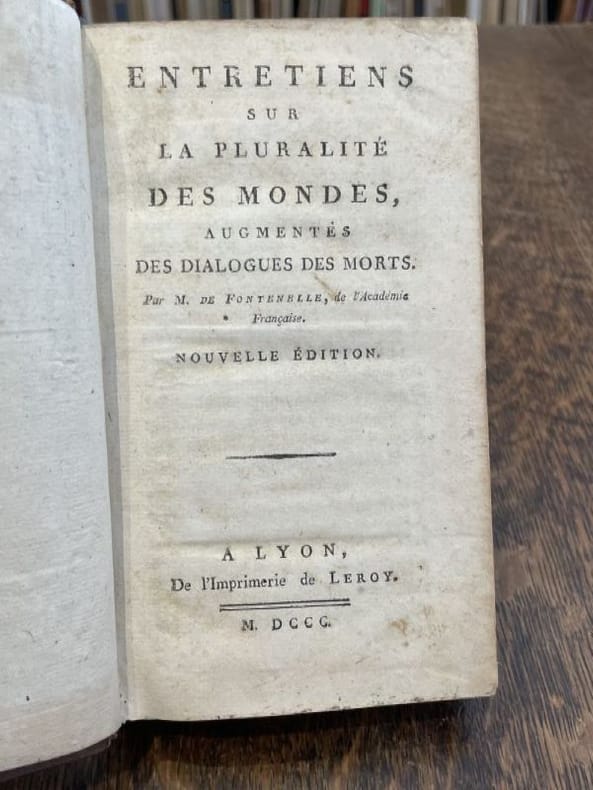 ENTRETIENS
SUR
LA PLURALITÉ
DES MONDES,
AUGMENTÉS
DES DIALOGUES DES MORTS.
Par M. DE FONTENELLE, de l'Académie
Française.
NOUVELLE ÉDITION.
A LYON,
De l'Imprimerie de LEROY.
M. DCCC.